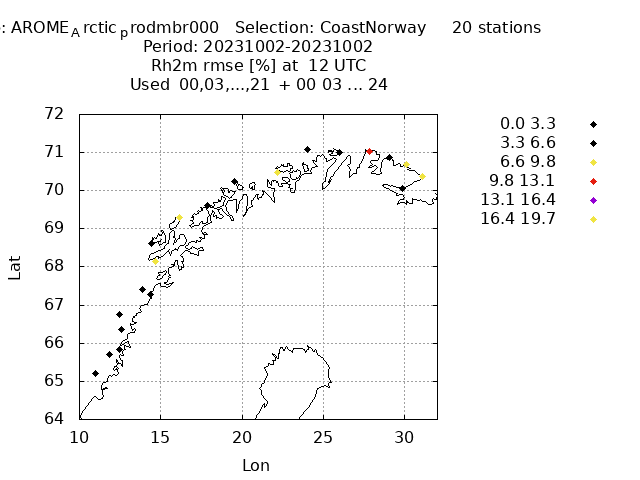 : AROME_Arctic_prodmbr000 Selection: CoastNorway 20 stations
Period: 20231002-20231002
Rh2m rmse [%] at 12 UTC
Used 00,03,...,21 + 00 03 ... 24
72
71
70
69
68
67
66
65
64
10 15 20 25 30
Lat
Lon
0.0 3.3
3.3 6.6
6.6 9.8
9.8 13.1
13.1 16.4
16.4 19.7